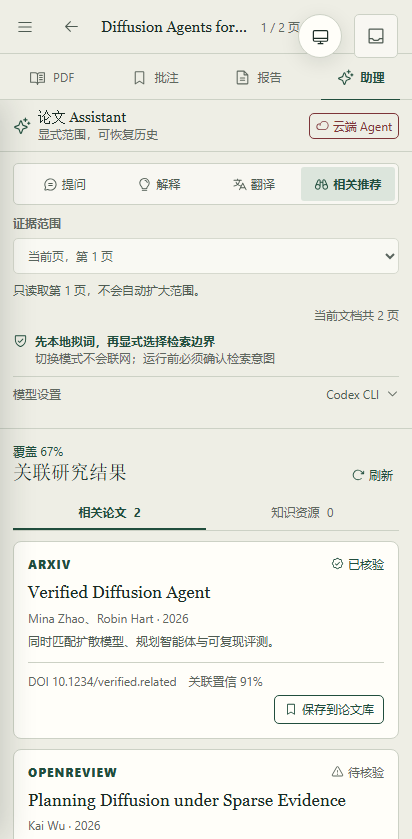 Diffusion Agents for...
1 / 2 页
PDF
批注
报告
助理
论文 Assistant
显式范围，可恢复历史
云端 Agent
提问
解释
翻译
相关推荐
证据范围
当前页，第 1 页
只读取第 1 页，不会自动扩大范围。
当前文档共 2 页
先本地拟词，再显式选择检索边界
切换模式不会联网；运行前必须确认检索意图
模型设置
Codex CLI
覆盖 67%
关联研究结果
刷新
相关论文 2
知识资源 0
ARXIV
已核验
Verified Diffusion Agent
Mina Zhao、Robin Hart · 2026
同时匹配扩散模型、规划智能体与可复现评测。
DOI 10.1234/verified.related
关联置信 91%
保存到论文库
OPENREVIEW
待核验
Planning Diffusion under Sparse Evidence
Kai Wu · 2026